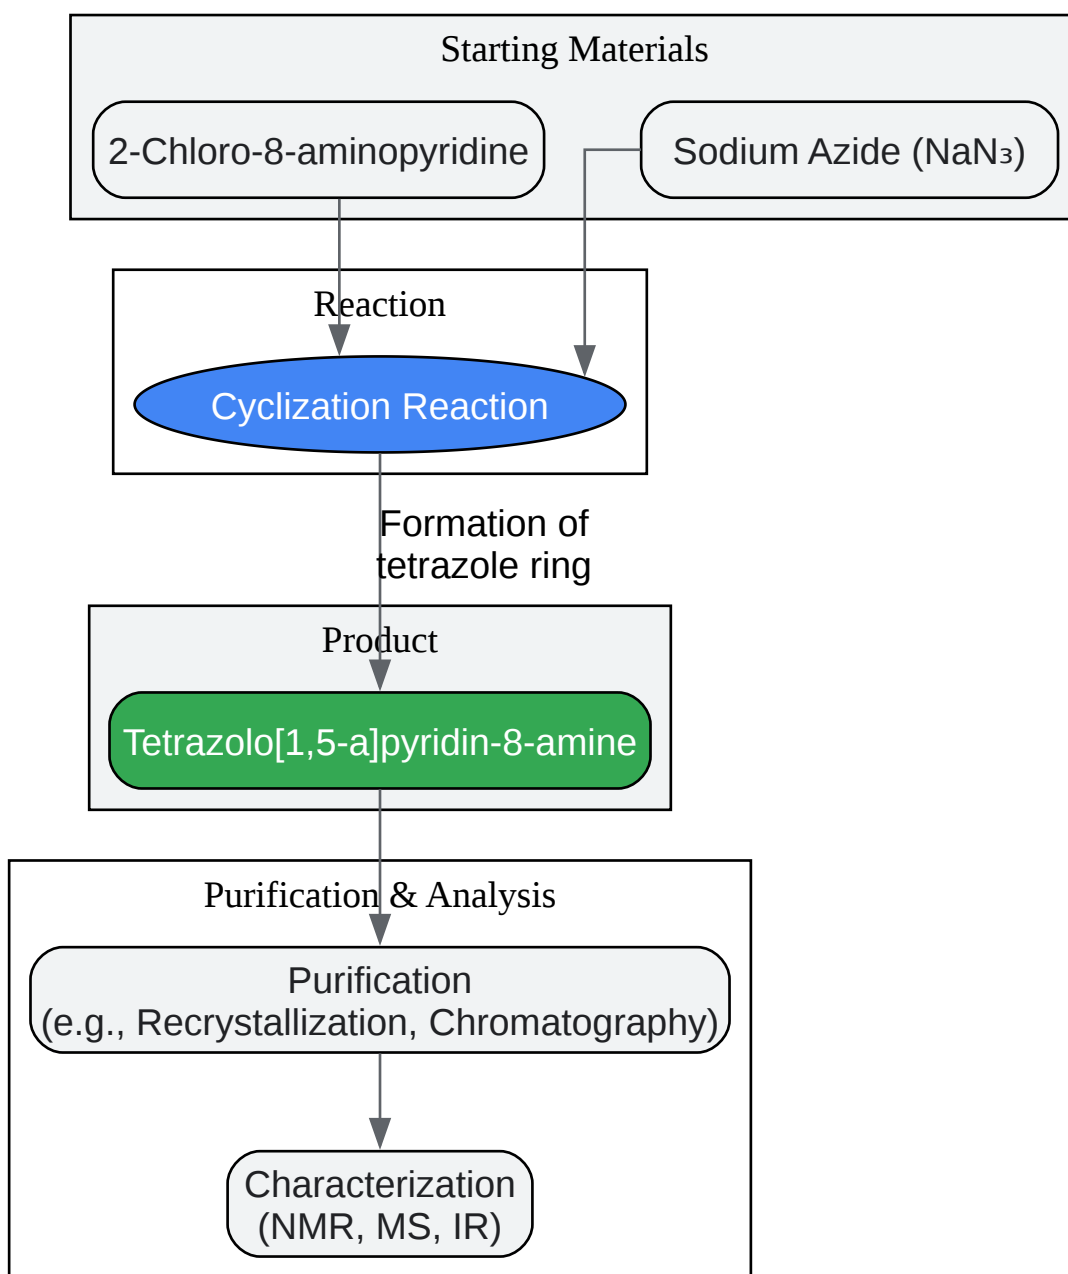 Starting Materials
2-Chloro-8-aminopyridine
Sodium Azide (NaN₃)
Reaction
Cyclization Reaction
Formation of
tetrazole ring
Product
Tetrazolo[1,5-a]pyridin-8-amine
Purification & Analysis
Purification
(e.g., Recrystallization, Chromatography)
Characterization
(NMR, MS, IR)